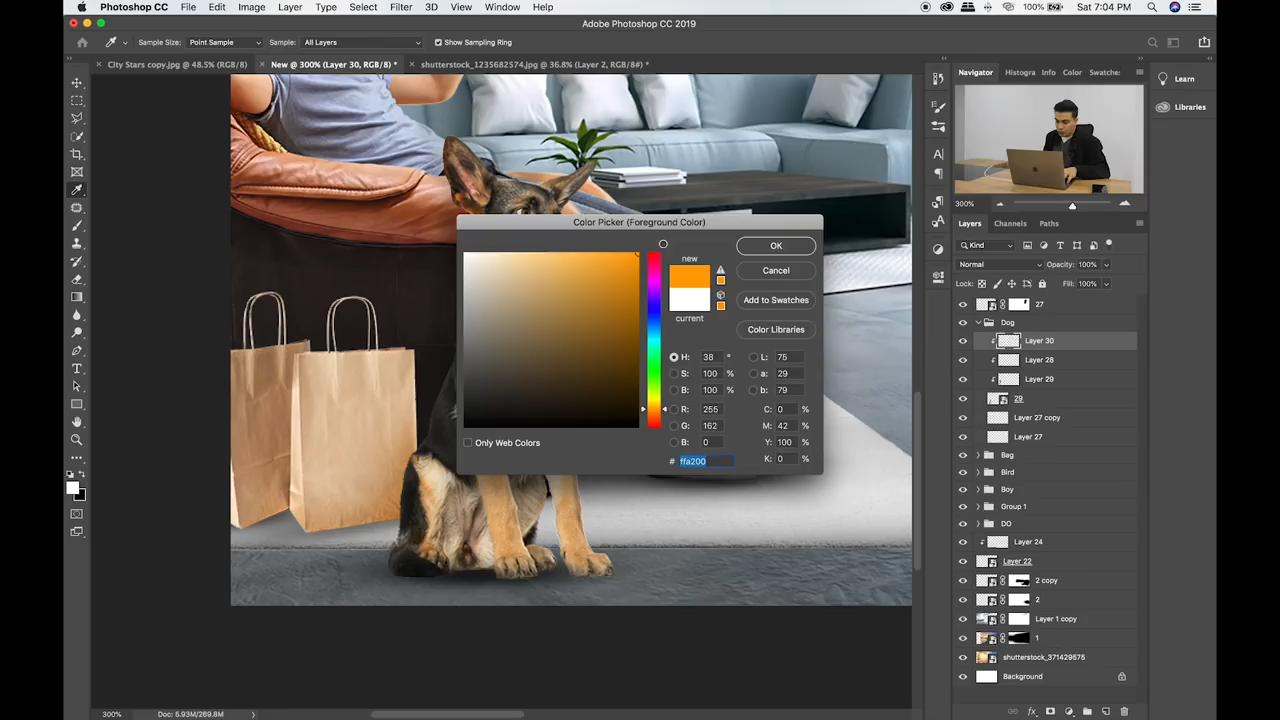 Photoshop CC File Edit Image Layer Type Select Filter 3D View Window Help 100% Sat 7:04 PM
Adobe Photoshop CC 2019
Sample Size: Point Sample Sample: All Layers Show Sampling Ring
City Stars copy.jpg @ 48.5% (RGB/8) New @ 300% (Layer 30, RGB/8) * shutterstock_1235682574.jpg @ 36.8% (Layer 2, RGB/8#) *
Navigator Histogra Info Color Swatche:
Learn
Libraries
300%
Layers Channels Paths
Kind
Normal Opacity: 100%
Lock: Fill: 100%
27
Dog
Layer 30
Layer 28
Layer 29
29
Layer 27 copy
Layer 27
Bag
Bird
Boy
Group 1
DO
Layer 24
Layer 22
2 copy
2
Layer 1 copy
1
shutterstock_371429575
Background
Color Picker (Foreground Color)
new
current
OK
Cancel
Add to Swatches
Color Libraries
H: 38 ° L: 75
S: 100 % a: 29
B: 100 % b: 79
R: 255 C: 0 %
G: 162 M: 42 %
B: 0 Y: 100 %
# ffa200 K: 0 %
Only Web Colors
300% Doc: 5.93M/269.8M